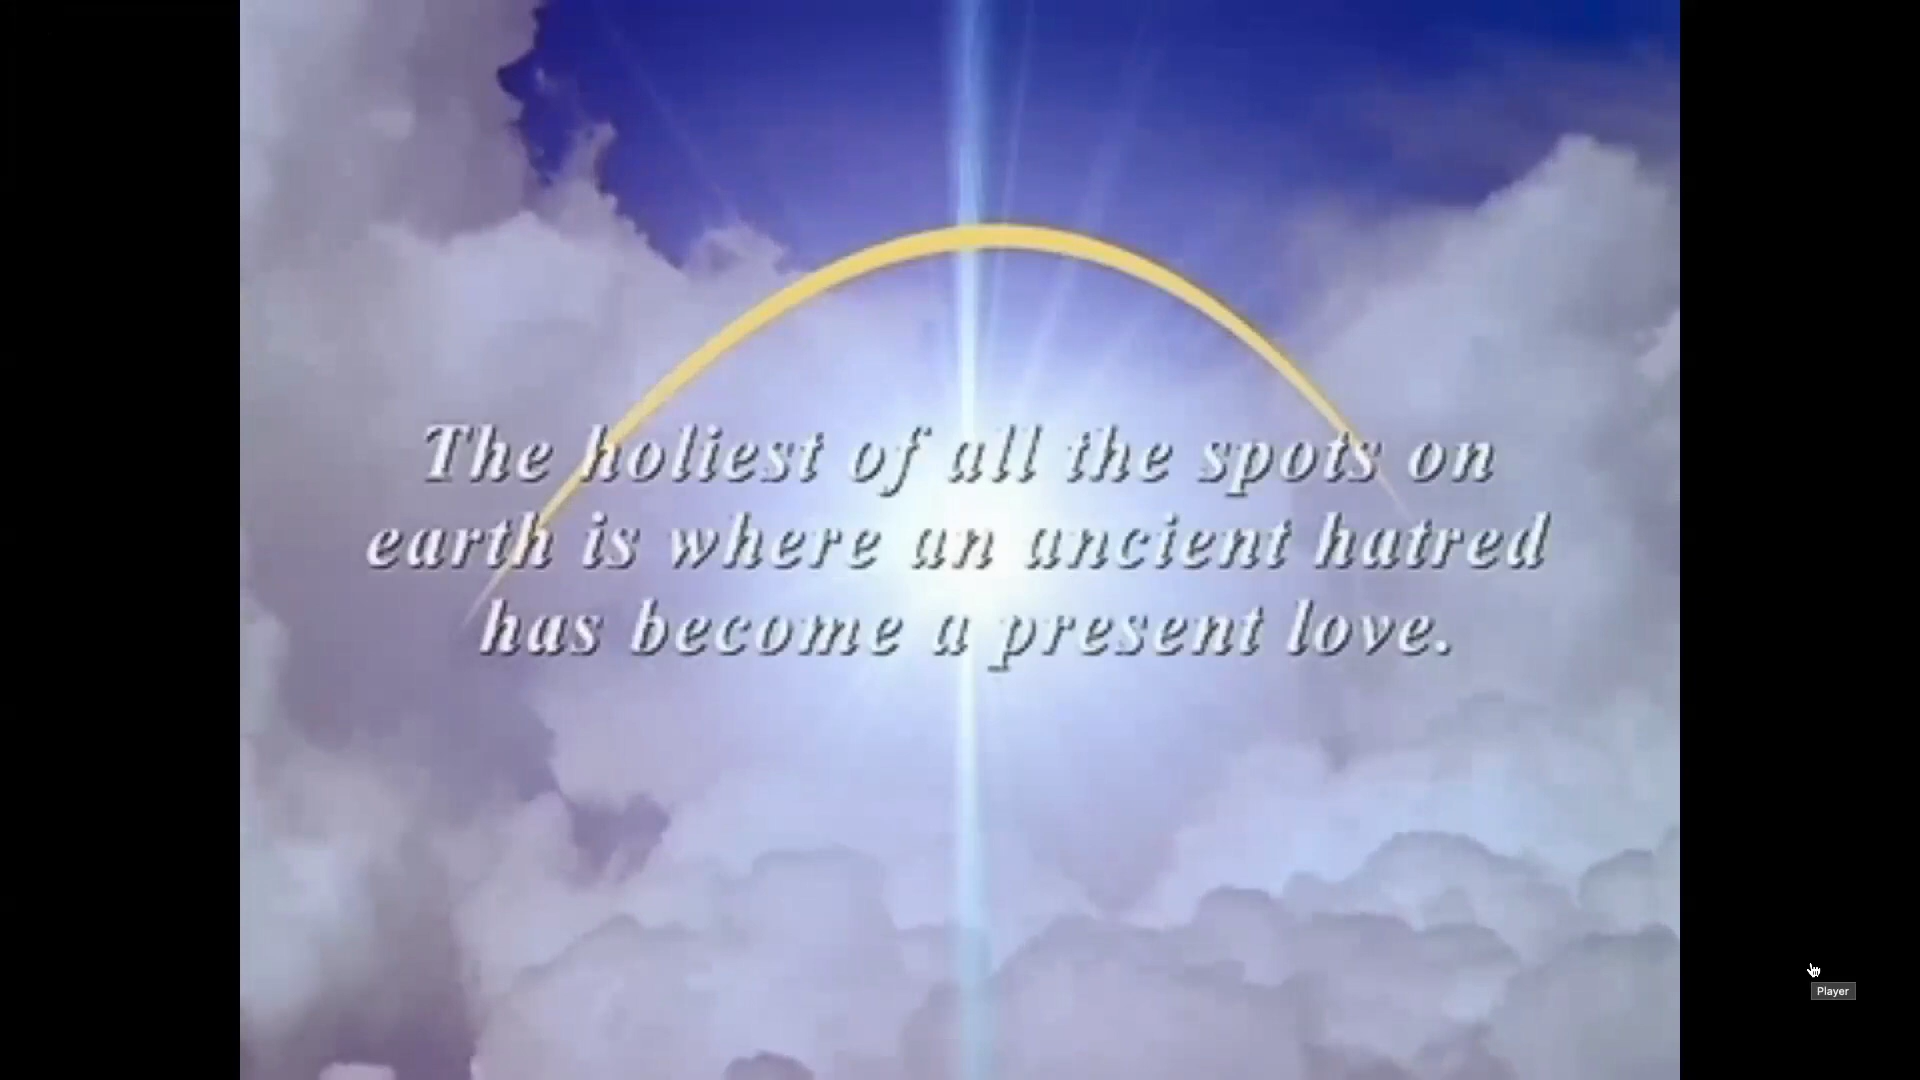 The holiest of all the spots on
earth is where an ancient hatred
has become a present love.
Player